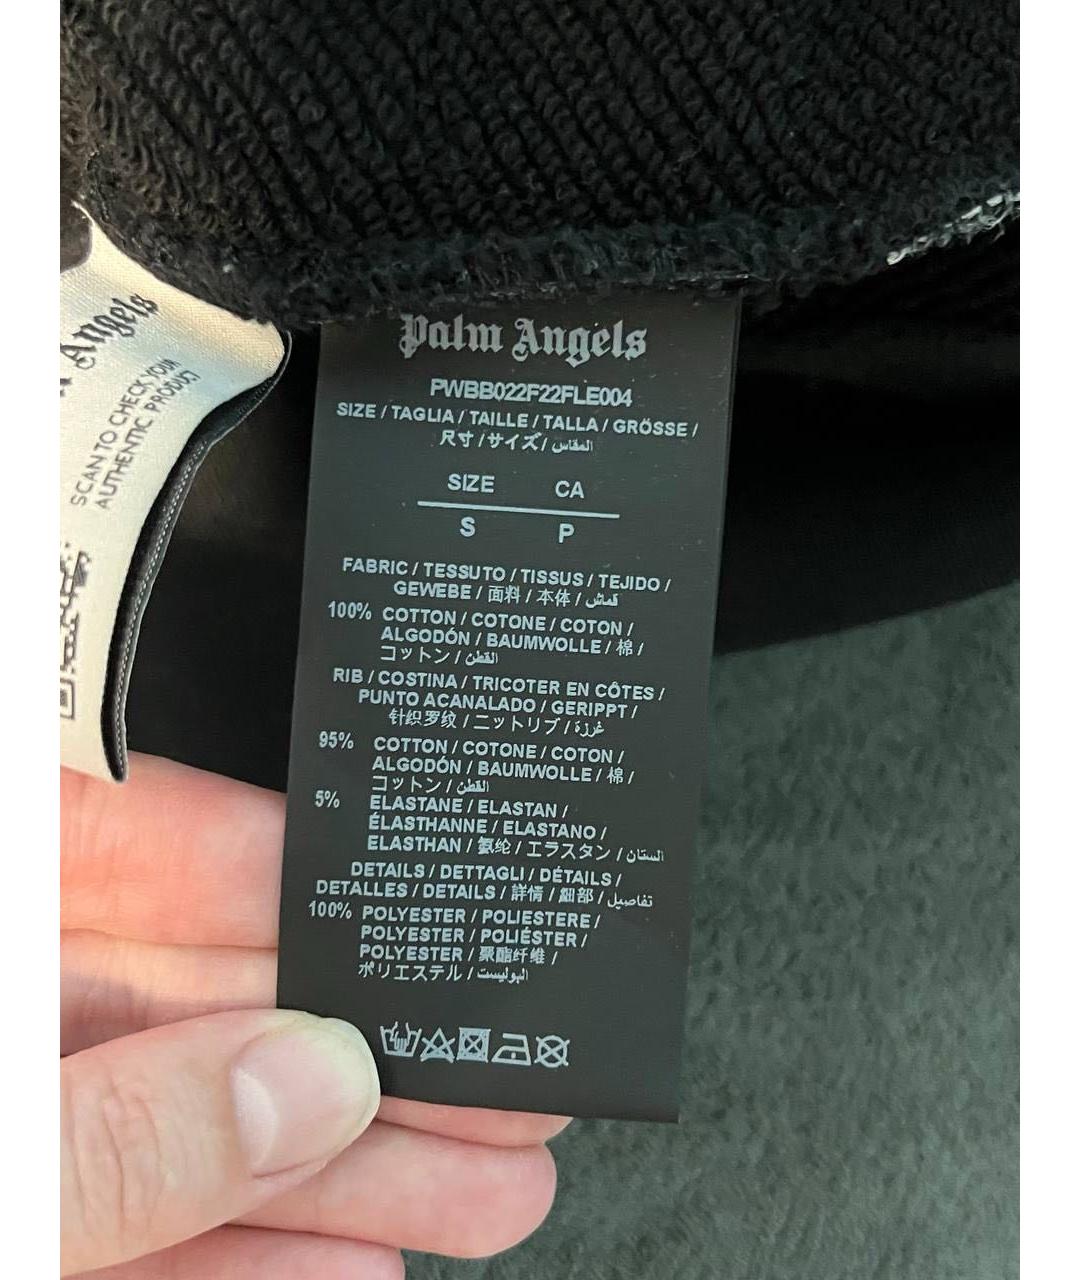 Angels
SCAN TO CHECK YOUR
AUTHENTIC PRODUCT
Palm Angels
PWBB022F22FLE004
SIZE / TAGLIA / TAILLE / TALLA / GRÖSSE /
尺寸 / サイズ / المقاس
SIZE CA
S P
FABRIC / TESSUTO / TISSUS / TEJIDO /
GEWEBE / 面料 / 本体 / قماش
100% COTTON / COTONE / COTON /
ALGODÓN / BAUMWOLLE / 棉 /
コットン / القطن
RIB / COSTINA / TRICOTER EN CÔTES /
PUNTO ACANALADO / GERIPPT /
针织罗纹 / ニットリブ / غرزة
95% COTTON / COTONE / COTON /
ALGODÓN / BAUMWOLLE / 棉 /
コットン / القطن
5% ELASTANE / ELASTAN /
ÉLASTHANNE / ELASTANO /
ELASTHAN / 氨纶 / エラスタン / الستان
DETAILS / DETTAGLI / DÉTAILS /
DETALLES / DETAILS / 詳情 / 細部 / تفاصيل
100% POLYESTER / POLIESTERE /
POLYESTER / POLIÉSTER /
POLYESTER / 聚酯纤维 /
ポリエステル / البوليست